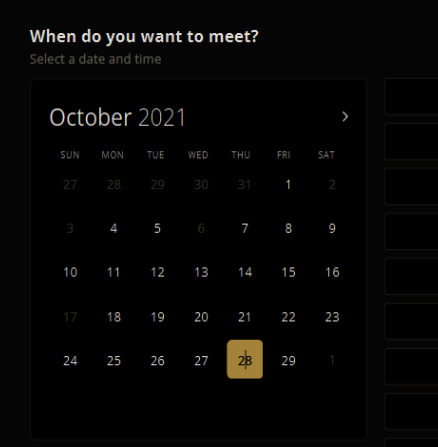 When do you want to meet?
Select a date and time
October 2021
SUN MON TUE WED THU FRI SAT
27 28 29 30 31 1 2
3 4 5 6 7 8 9
10 11 12 13 14 15 16
17 18 19 20 21 22 23
24 25 26 27 28 29 1